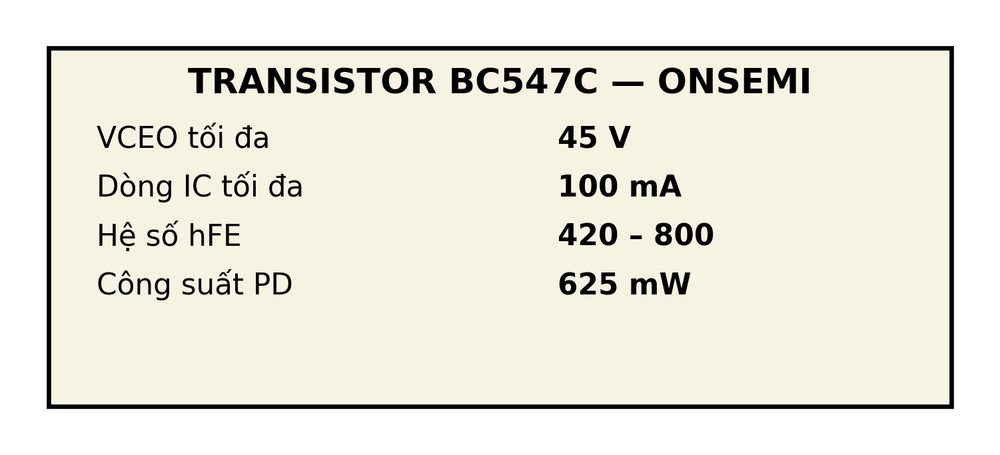 TRANSISTOR BC547C — ONSEMI
VCEO tối đa 45 V
Dòng IC tối đa 100 mA
Hệ số hFE 420 – 800
Công suất PD 625 mW